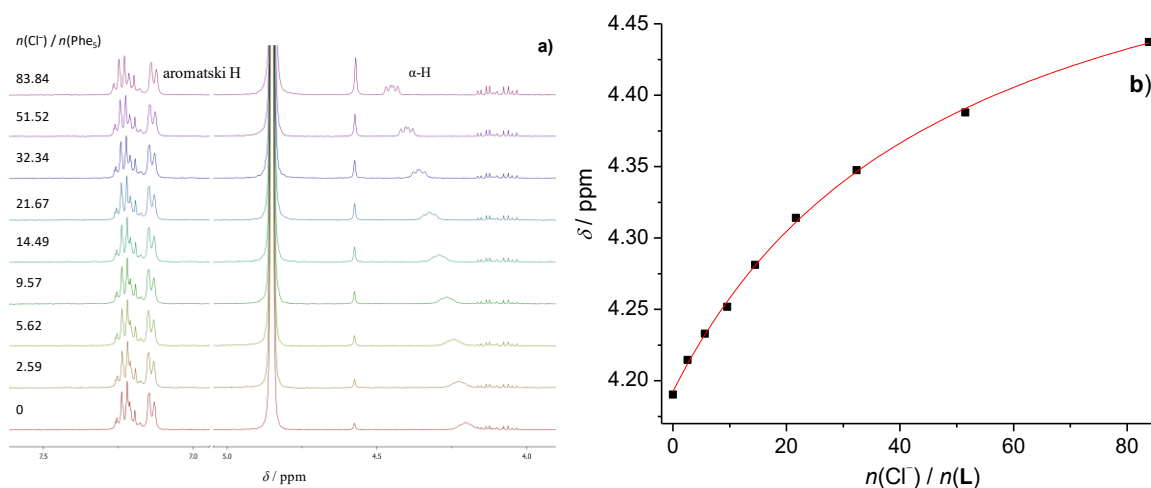 n(Cl⁻) / n(Phe₅)
a)
aromatski H
α-H
83.84
51.52
32.34
21.67
14.49
9.57
5.62
2.59
0
7.5 7.0 5.0 4.5 4.0
δ / ppm
b)
4.45
4.40
4.35
4.30
4.25
4.20
δ / ppm
0 20 40 60 80
n(Cl⁻) / n(L)